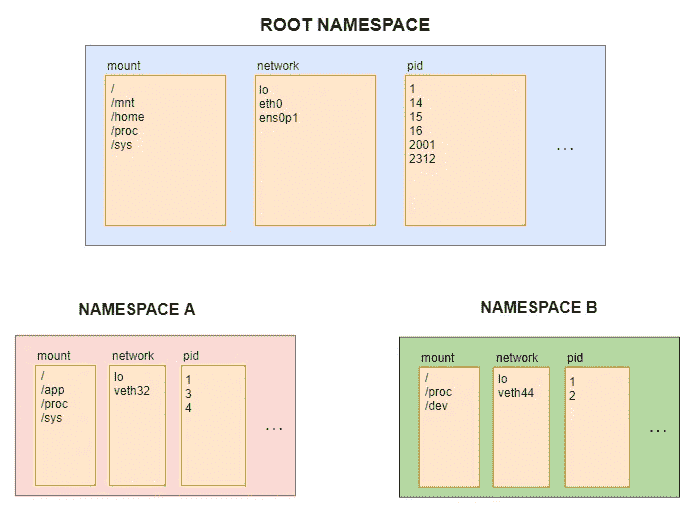 ROOT NAMESPACE
mount
/
/mnt
/home
/proc
/sys
network
lo
eth0
ens0p1
pid
1
14
15
16
2001
2312
...
NAMESPACE A
mount
/
/app
/proc
/sys
network
lo
veth32
pid
1
3
4
...
NAMESPACE B
mount
/
/proc
/dev
network
lo
veth44
pid
1
2
...